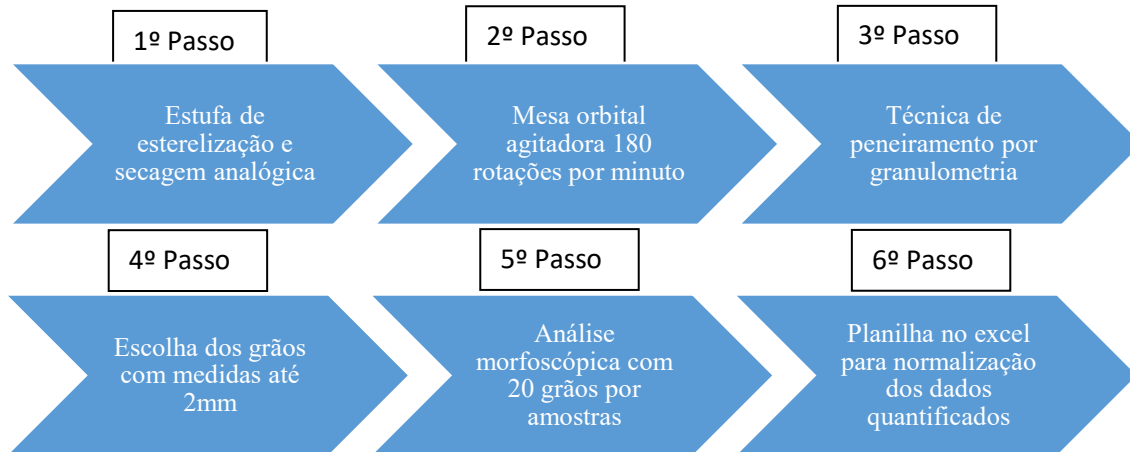 1º Passo
Estufa de
esterelização e
secagem analógica
2º Passo
Mesa orbital
agitadora 180
rotações por minuto
3º Passo
Técnica de
peneiramento por
granulometria
4º Passo
Escolha dos grãos
com medidas até
2mm
5º Passo
Análise
morfoscópica com
20 grãos por
amostras
6º Passo
Planilha no excel
para normalização
dos dados
quantificados